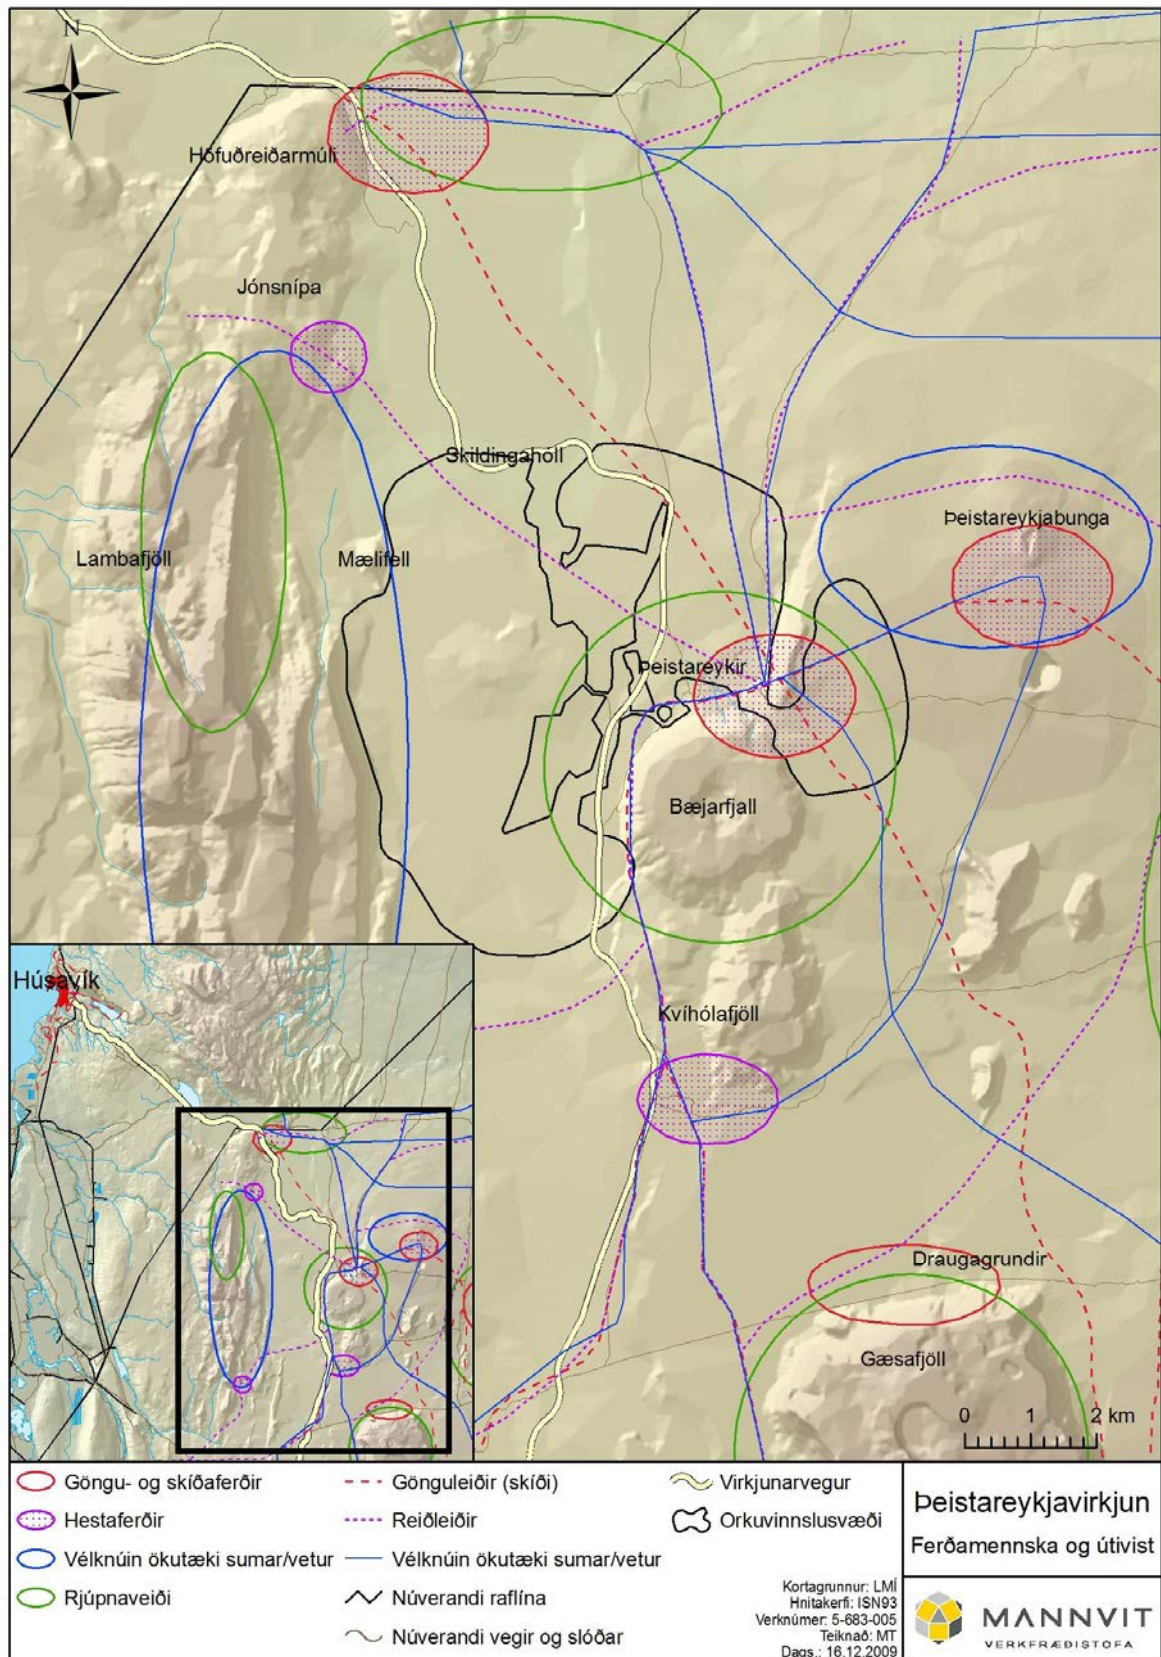 N
Höfuðreiðarmúli
Jónsnípa
Skildingahóll
Þeistareykjabunga
Lambafjöll
Mælifell
Þeistareykir
Bæjarfjall
Húsavík
Kvíhólafjöll
Draugagrundir
Gæsafjöll
0 1 2 km
Göngu- og skíðaferðir
Hestaferðir
Vélknúin ökutæki sumar/vetur
Rjúpnaveiði
Gönguleiðir (skíði)
Reiðleiðir
Vélknúin ökutæki sumar/vetur
Núverandi raflína
Núverandi vegir og slóðar
Virkjunarvegur
Orkuvinnslusvæði
Kortagrunnur: LMÍ
Hnitakerfi: ISN93
Verknúmer: 5-683-005
Teiknað: MT
Dags.: 16.12.2009
Þeistareykjavirkjun
Ferðamennska og útivist
MANNVIT
VERKFRÆÐISTOFA